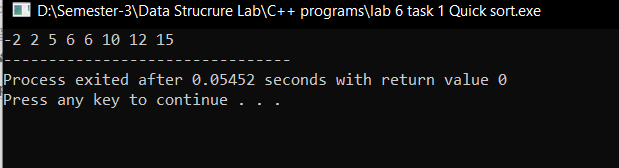 D:\Semester-3\Data Strucrure Lab\C++ programs\lab 6 task 1 Quick sort.exe
-2 2 5 6 6 10 12 15
--------------------------------
Process exited after 0.05452 seconds with return value 0
Press any key to continue . . .